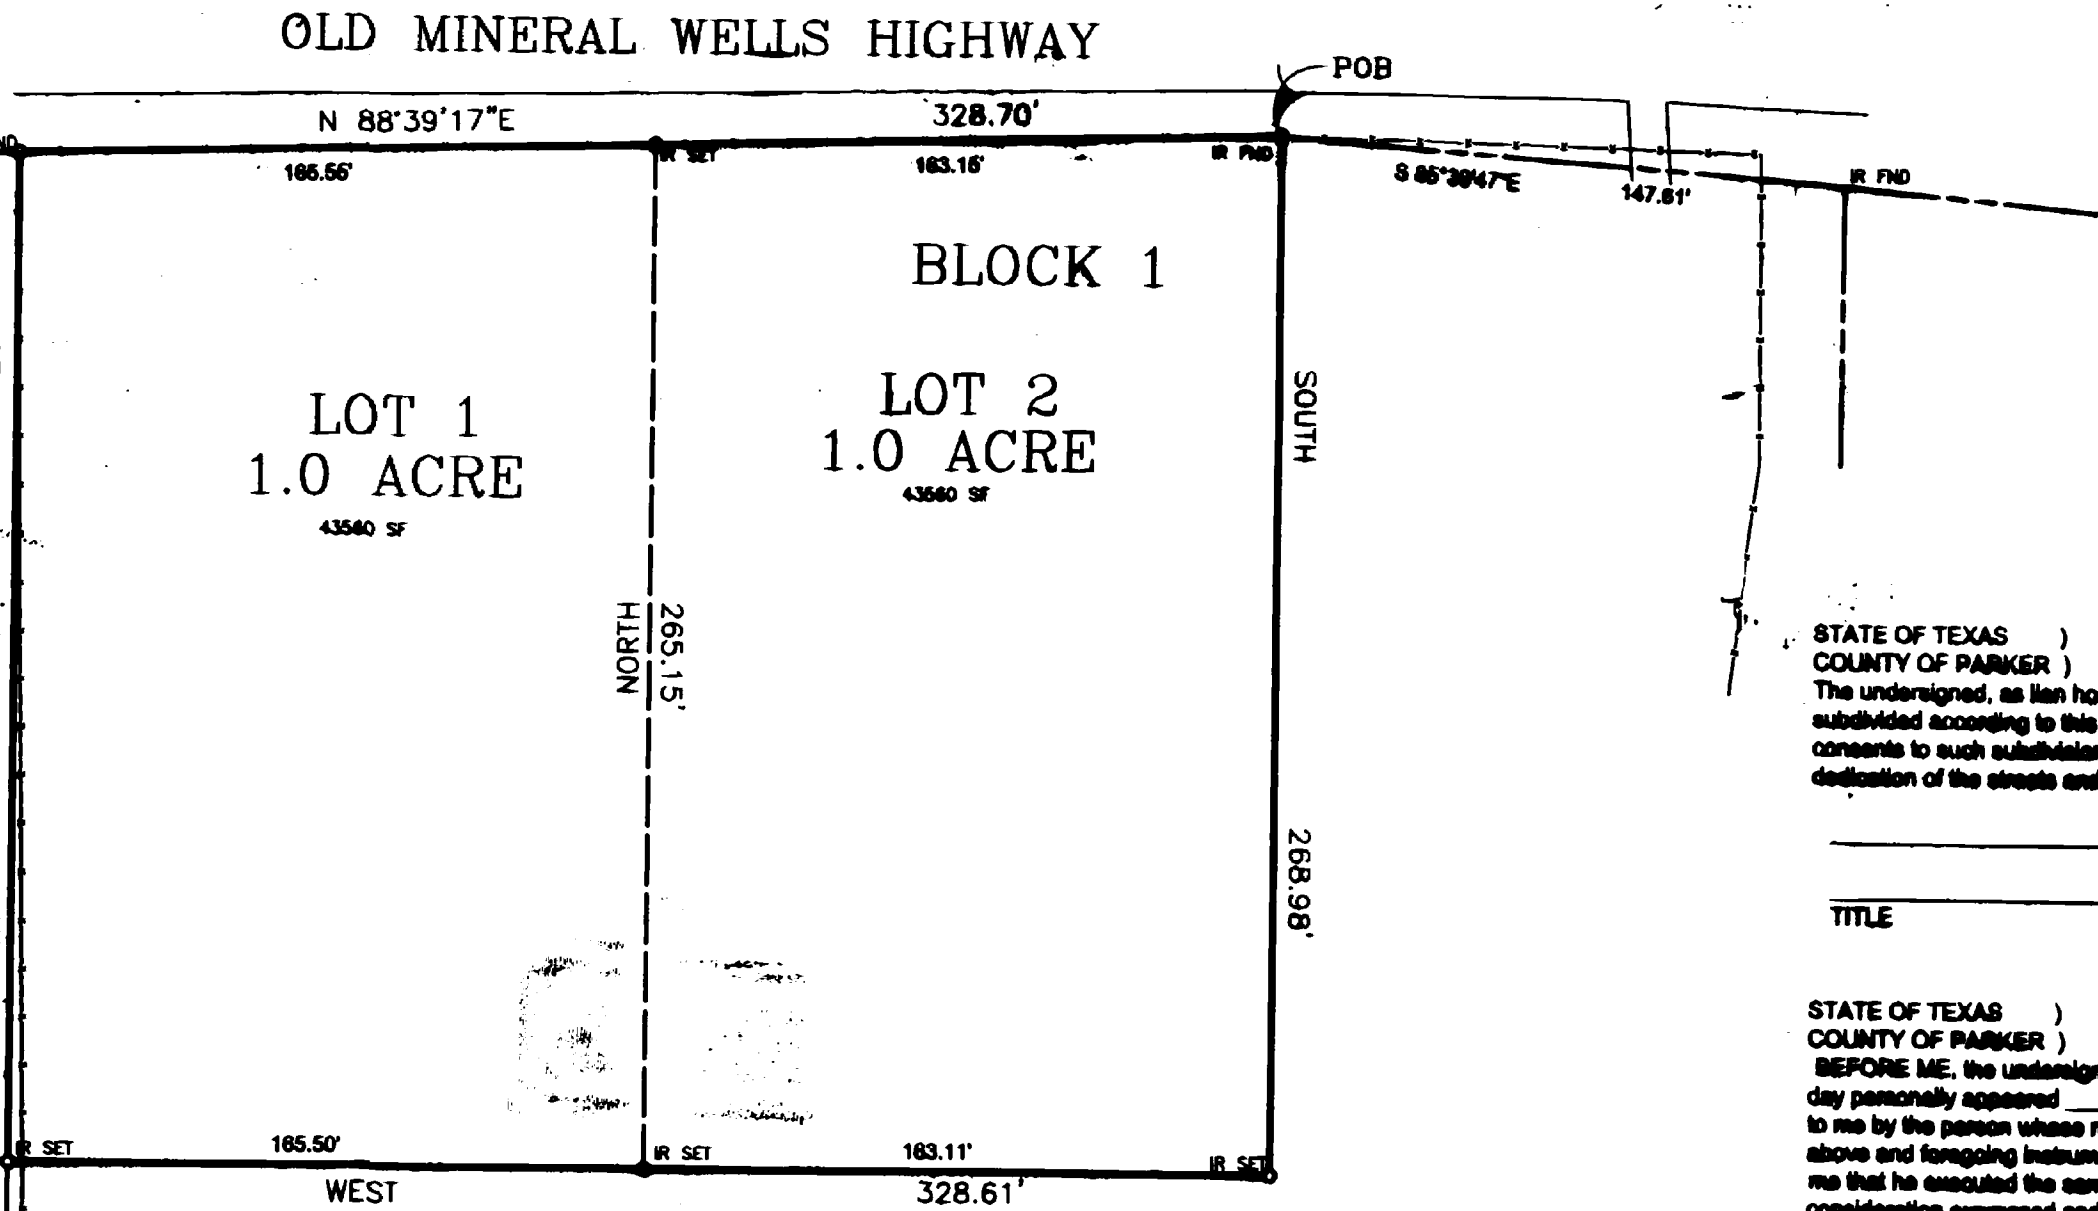 OLD MINERAL WELLS HIGHWAY
POB
N 88°39'17"E
328.70'
165.55'
IR SET
163.15'
IR FND
S 85°39'47"E
147.61'
IR FND
BLOCK 1
LOT 1
1.0 ACRE
43560 SF
LOT 2
1.0 ACRE
43560 SF
SOUTH
268.98'
NORTH
265.15'
IR SET
165.50'
IR SET
163.11'
IR SET
WEST
328.61'
STATE OF TEXAS )
COUNTY OF PARKER )
The undersigned, as lien ho
subdivided according to this
consents to such subdivision
dedication of the streets and
TITLE
STATE OF TEXAS )
COUNTY OF PARKER )
BEFORE ME, the undersign
day personally appeared
to me by the person whose
above and foregoing instrum
me that he executed the sam